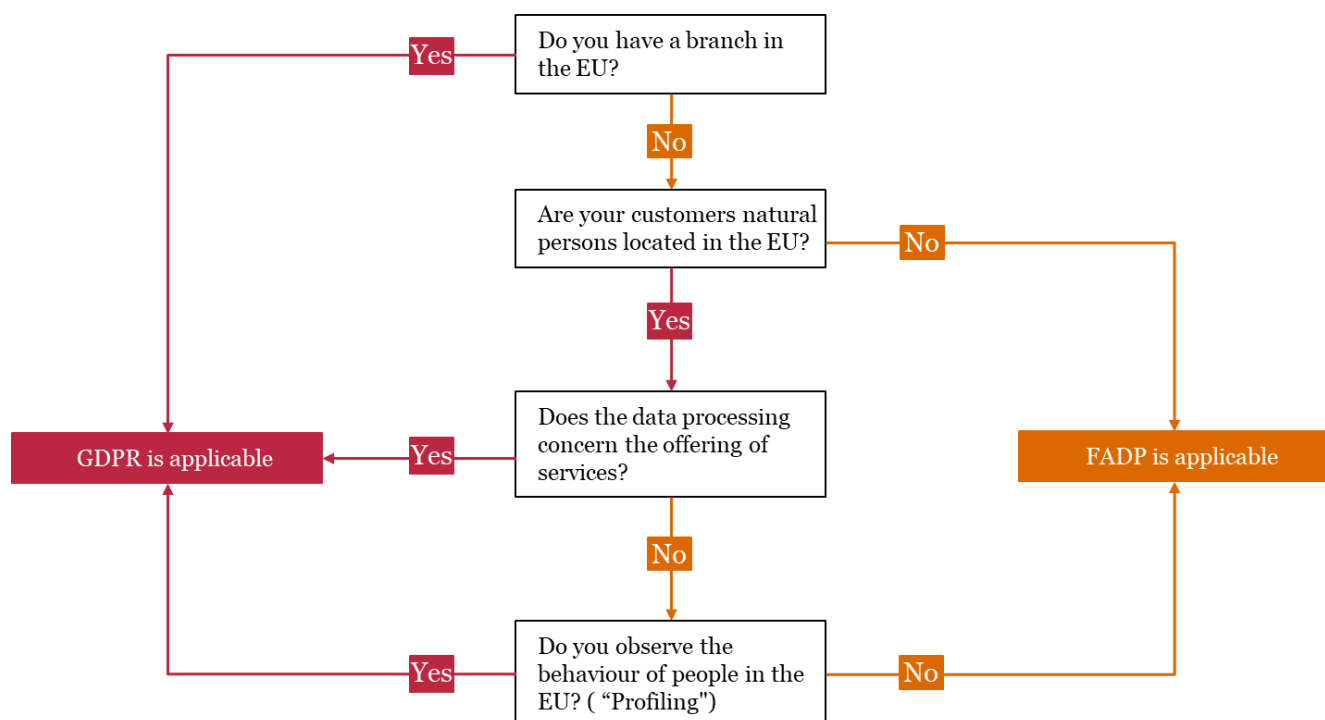 Do you have a branch in
the EU?
Yes
No
Are your customers natural
persons located in the EU?
No
Yes
Does the data processing
concern the offering of
services?
Yes
GDPR is applicable
FADP is applicable
No
Do you observe the
behaviour of people in the
EU? ( “Profiling")
Yes
No